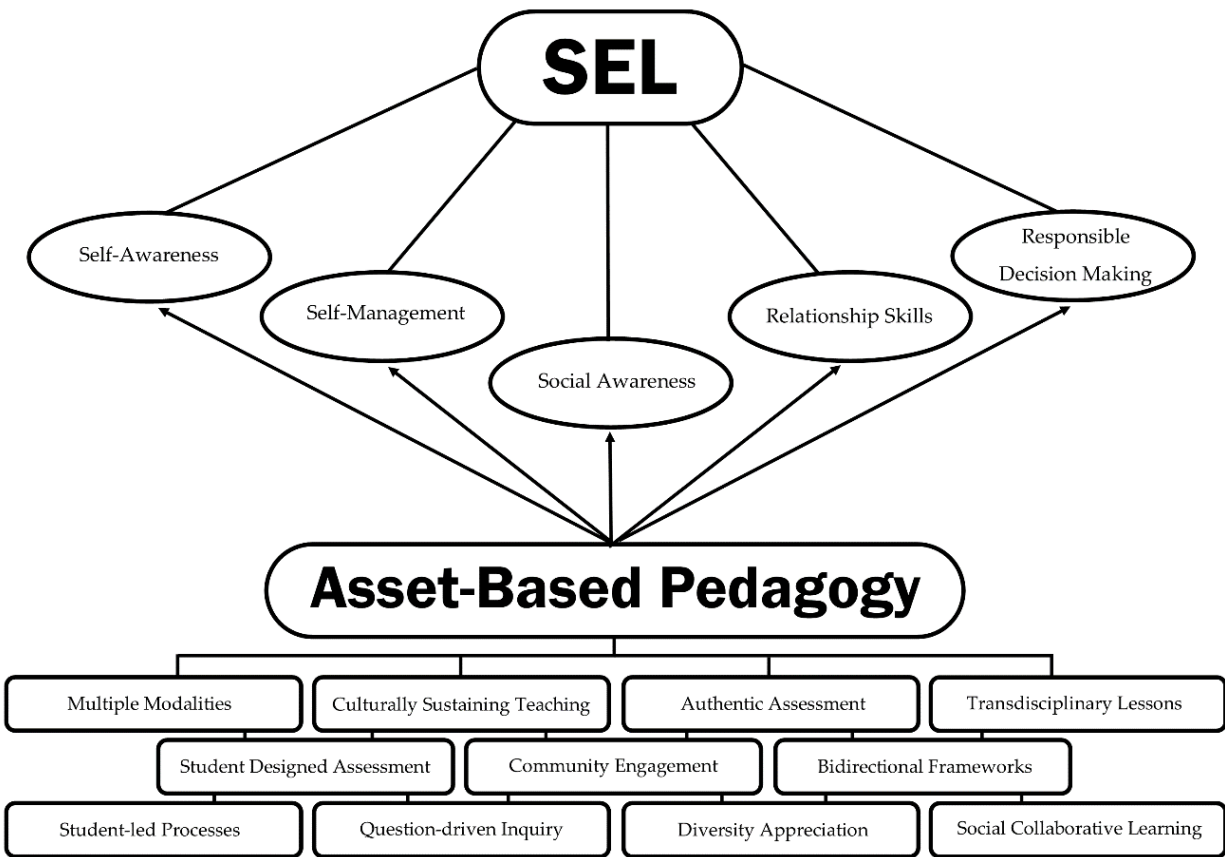 SEL
Self-Awareness
Self-Management
Social Awareness
Relationship Skills
Responsible
Decision Making
Asset-Based Pedagogy
Multiple Modalities
Culturally Sustaining Teaching
Authentic Assessment
Transdisciplinary Lessons
Student Designed Assessment
Community Engagement
Bidirectional Frameworks
Student-led Processes
Question-driven Inquiry
Diversity Appreciation
Social Collaborative Learning